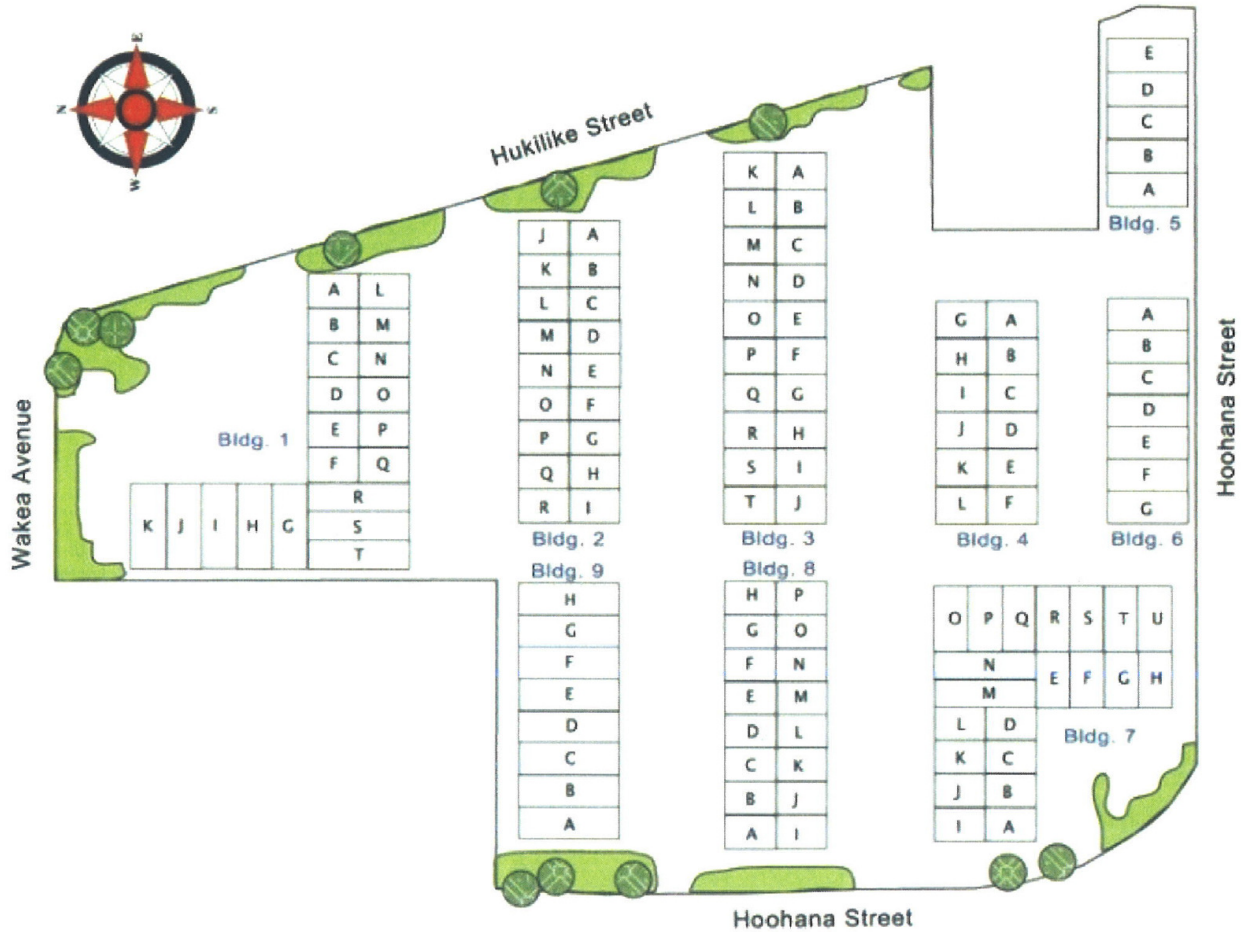 E
N
S
W
Hukilike Street
Wakea Avenue
Hoohana Street
Hoohana Street
A L
B M
C N
D O
E P
F Q
R
S
T
K J I H G
Bldg. 1
J A
K B
L C
M D
N E
O F
P G
Q H
R I
Bldg. 2
K A
L B
M C
N D
O E
P F
Q G
R H
S I
T J
Bldg. 3
G A
H B
I C
J D
K E
L F
Bldg. 4
E
D
C
B
A
Bldg. 5
A
B
C
D
E
F
G
Bldg. 6
O P Q R S T U
N
M
E F G H
L D
K C
J B
I A
Bldg. 7
Bldg. 8
H P
G O
F N
E M
D L
C K
B J
A I
Bldg. 9
H
G
F
E
D
C
B
A